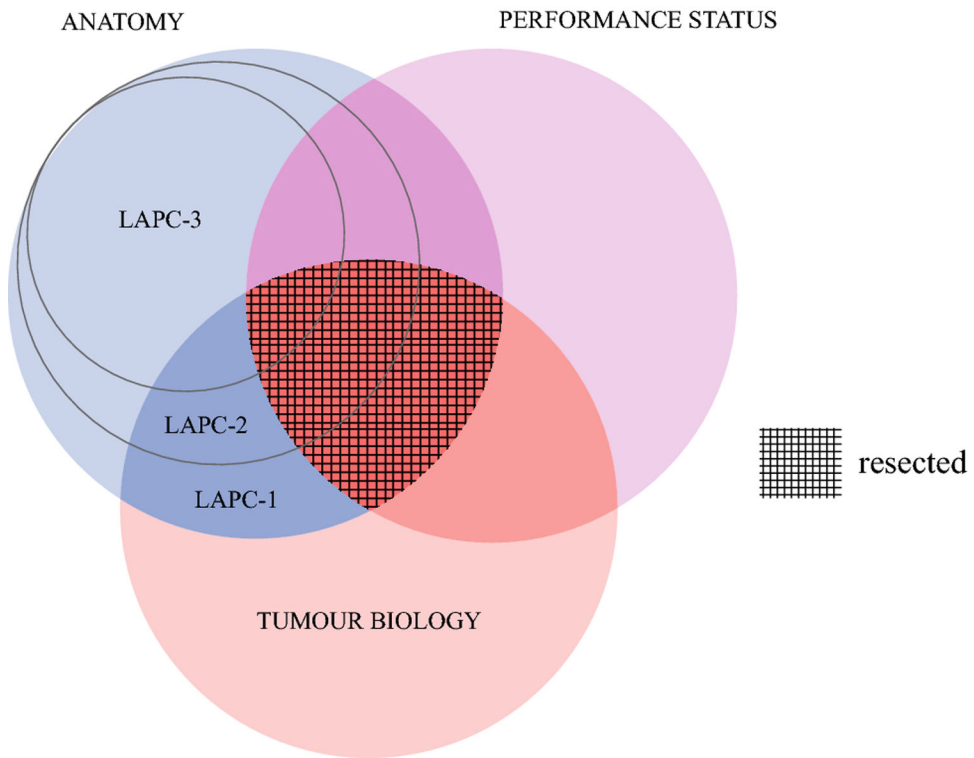 ANATOMY
PERFORMANCE STATUS
LAPC-3
LAPC-2
LAPC-1
resected
TUMOUR BIOLOGY